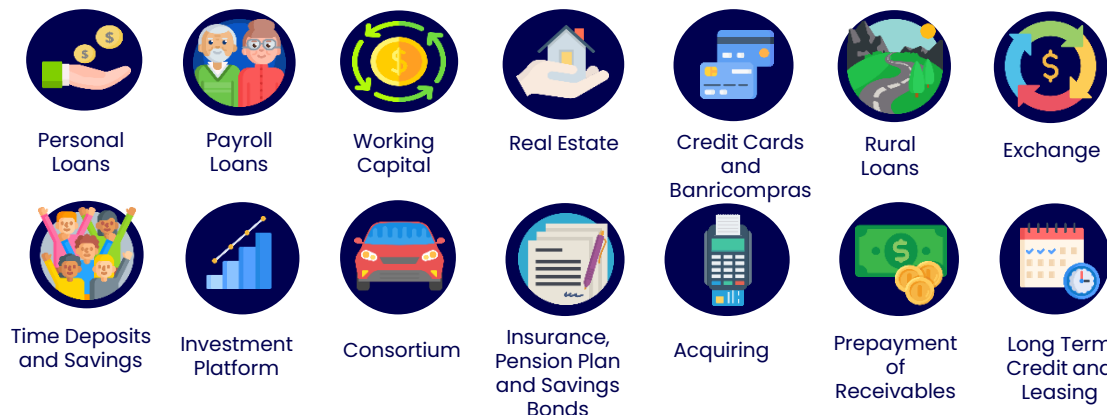 Personal
Loans
Payroll
Loans
Working
Capital
Real Estate
Credit Cards
and
Banricompras
Rural
Loans
Exchange
Time Deposits
and Savings
Investment
Platform
Consortium
Insurance,
Pension Plan
and Savings
Bonds
Acquiring
Prepayment
of
Receivables
Long Term
Credit and
Leasing